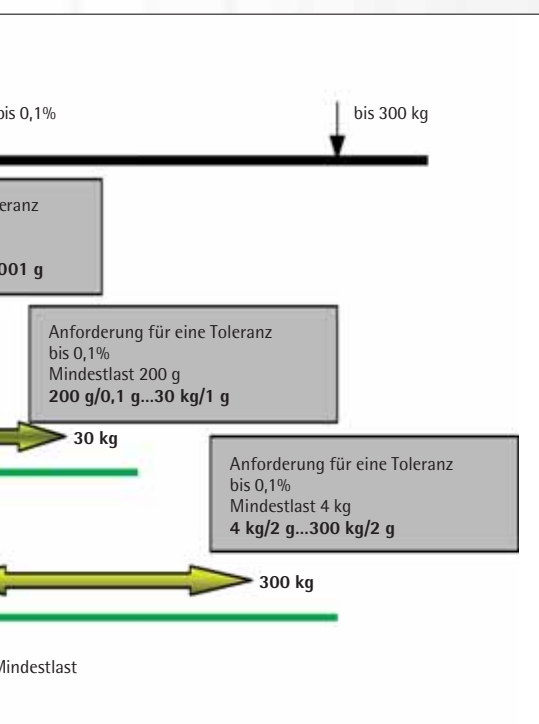 bis 0,1%
bis 300 kg
eranz
001 g
Anforderung für eine Toleranz
bis 0,1%
Mindestlast 200 g
200 g/0,1 g...30 kg/1 g
30 kg
Anforderung für eine Toleranz
bis 0,1%
Mindestlast 4 kg
4 kg/2 g...300 kg/2 g
300 kg
Mindestlast